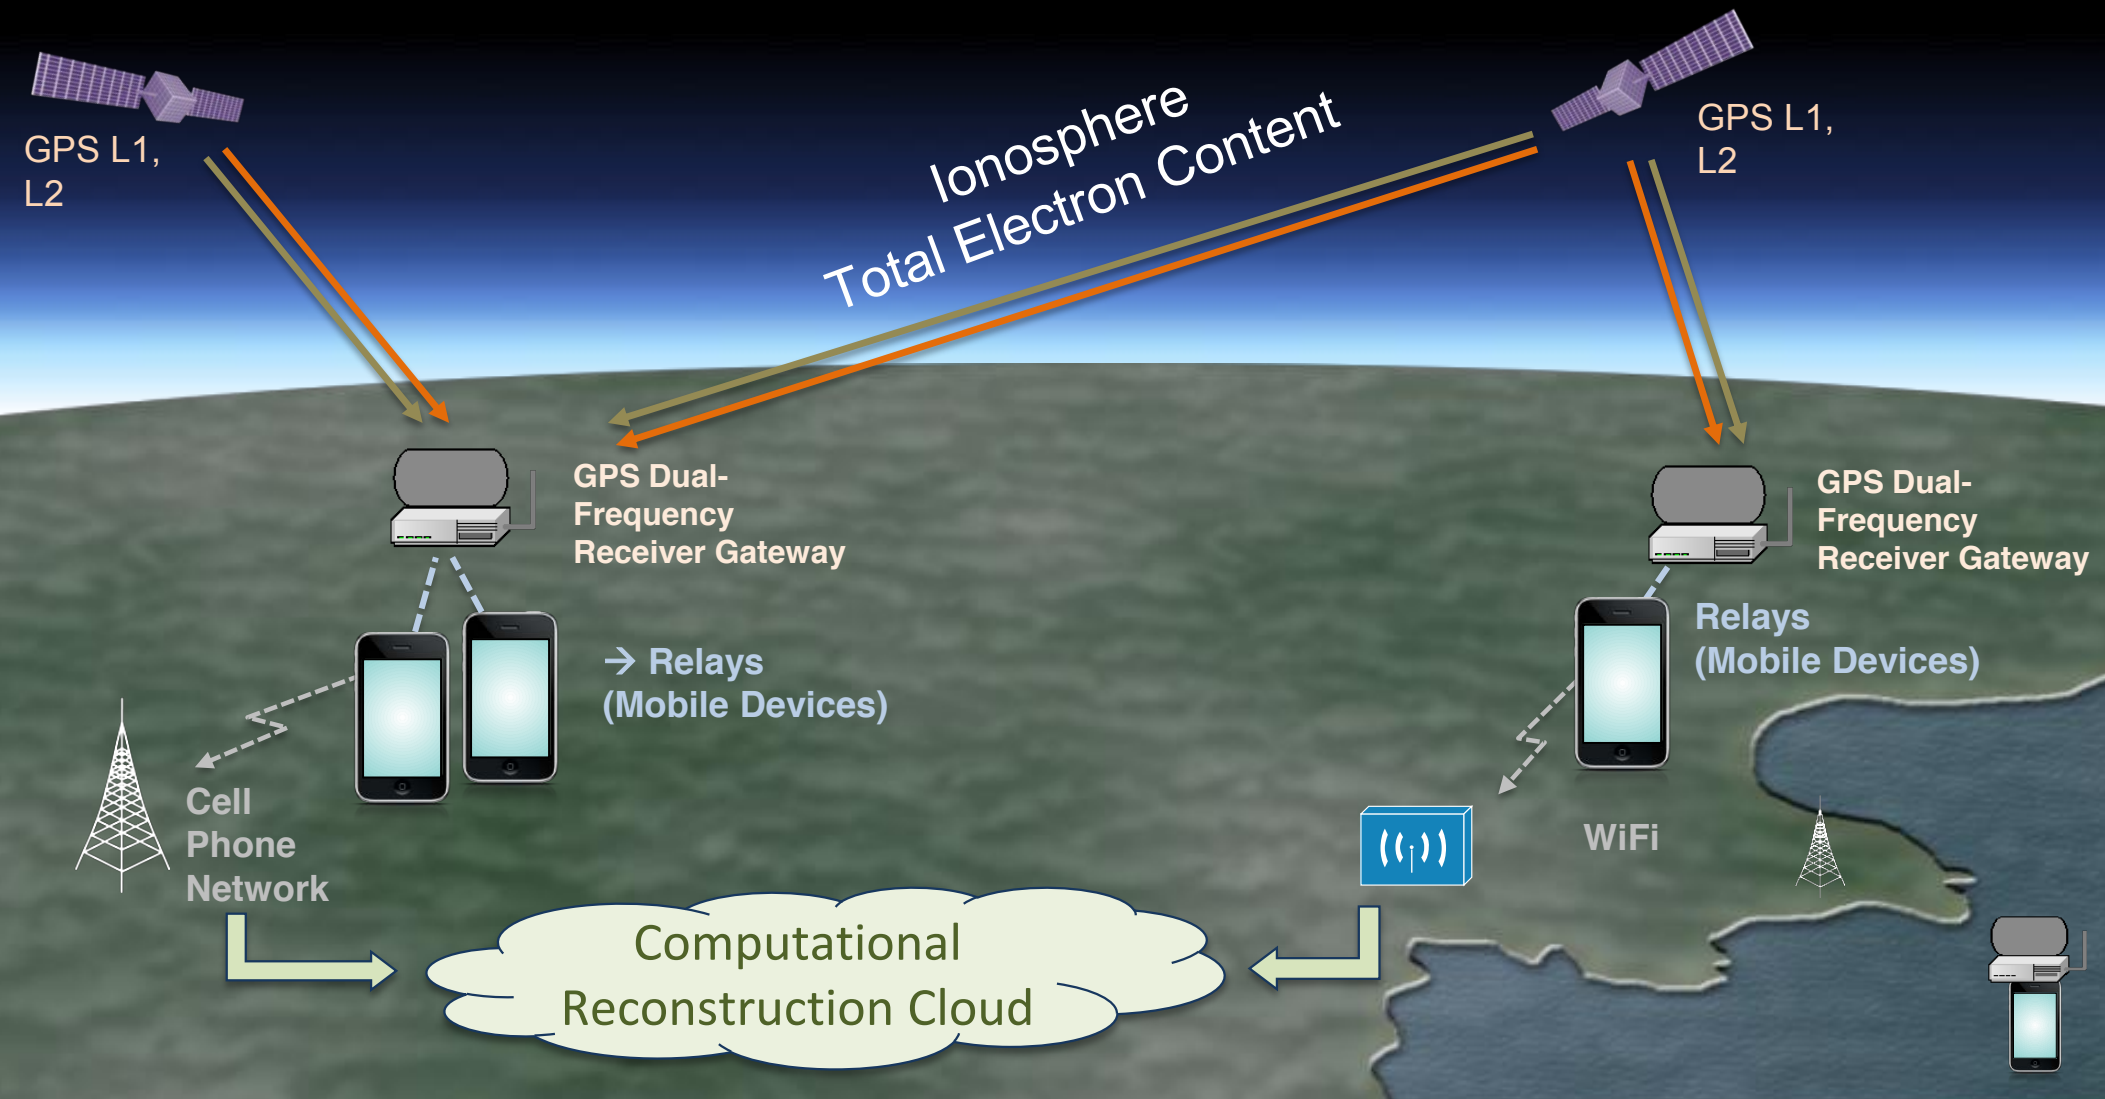 GPS L1,
L2
Ionosphere
Total Electron Content
GPS L1,
L2
GPS Dual-
Frequency
Receiver Gateway
GPS Dual-
Frequency
Receiver Gateway
→ Relays
(Mobile Devices)
Relays
(Mobile Devices)
Cell
Phone
Network
WiFi
Computational
Reconstruction Cloud